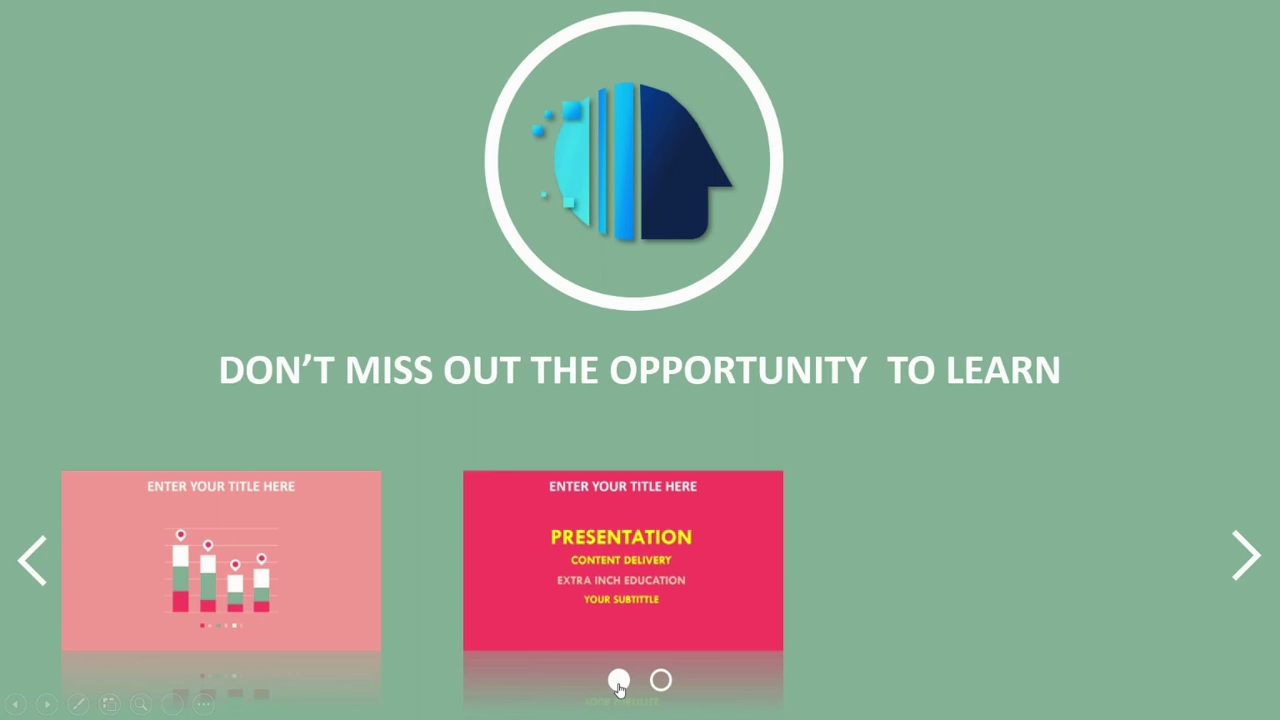 DON’T MISS OUT THE OPPORTUNITY  TO LEARN
ENTER YOUR TITLE HERE
ENTER YOUR TITLE HERE
PRESENTATION
CONTENT DELIVERY
EXTRA INCH EDUCATION
YOUR SUBTITTLE